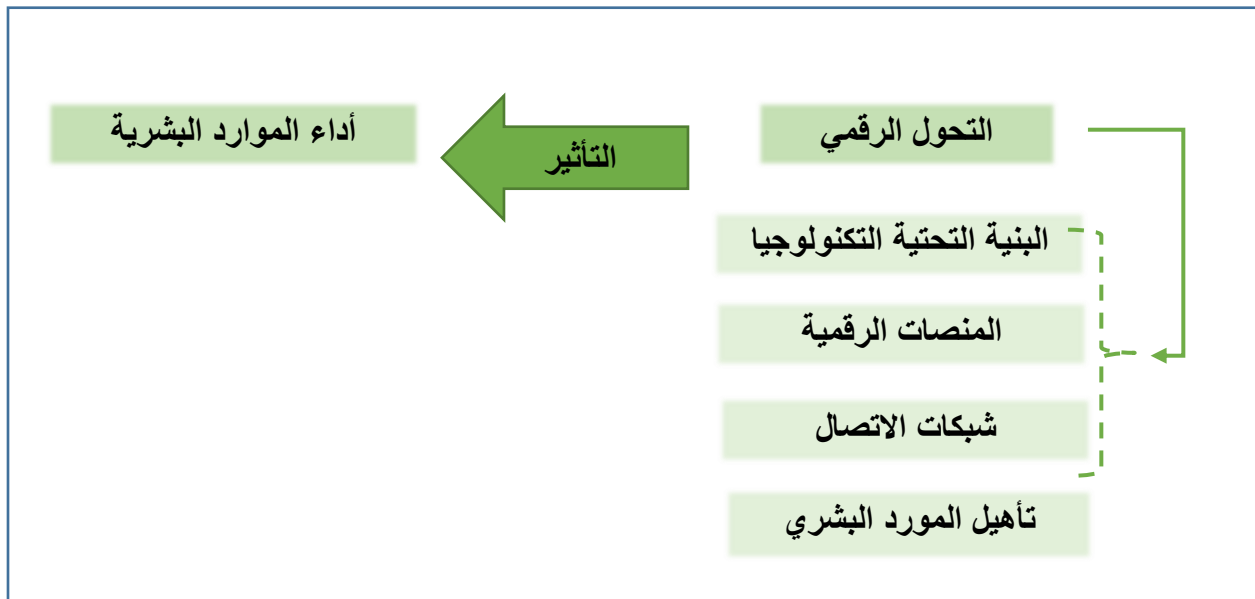 التحول الرقمي
التأثير
أداء الموارد البشرية
البنية التحتية التكنولوجيا
المنصات الرقمية
شبكات الاتصال
تأهيل المورد البشري